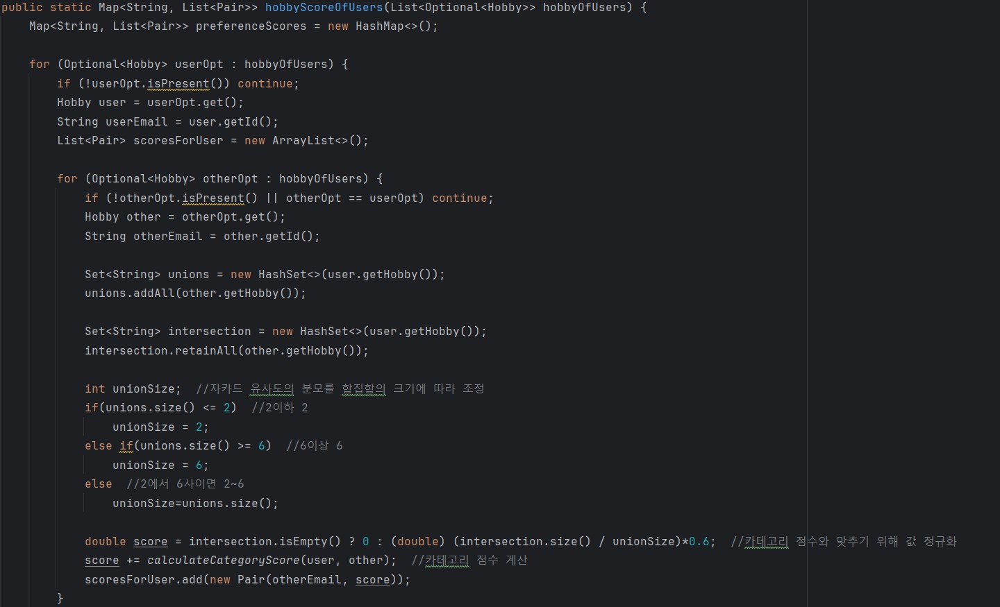 public static Map<String, List<Pair>> hobbyScoreOfUsers(List<Optional<Hobby>> hobbyOfUsers) {
    Map<String, List<Pair>> preferenceScores = new HashMap<>();

    for (Optional<Hobby> userOpt : hobbyOfUsers) {
        if (!userOpt.isPresent()) continue;
        Hobby user = userOpt.get();
        String userEmail = user.getId();
        List<Pair> scoresForUser = new ArrayList<>();

        for (Optional<Hobby> otherOpt : hobbyOfUsers) {
            if (!otherOpt.isPresent() || otherOpt == userOpt) continue;
            Hobby other = otherOpt.get();
            String otherEmail = other.getId();

            Set<String> unions = new HashSet<>(user.getHobby());
            unions.addAll(other.getHobby());

            Set<String> intersection = new HashSet<>(user.getHobby());
            intersection.retainAll(other.getHobby());

            int unionSize;  //자카드 유사도의 분모를 합집합의 크기에 따라 조정
            if(unions.size() <= 2)  //2이하 2
                unionSize = 2;
            else if(unions.size() >= 6)  //6이상 6
                unionSize = 6;
            else  //2에서 6사이면 2~6
                unionSize=unions.size();

            double score = intersection.isEmpty() ? 0 : (double) (intersection.size() / unionSize)*0.6;  //카테고리 점수와 맞추기 위해 값 정규화
            score += calculateCategoryScore(user, other);  //카테고리 점수 계산
            scoresForUser.add(new Pair(otherEmail, score));
        }